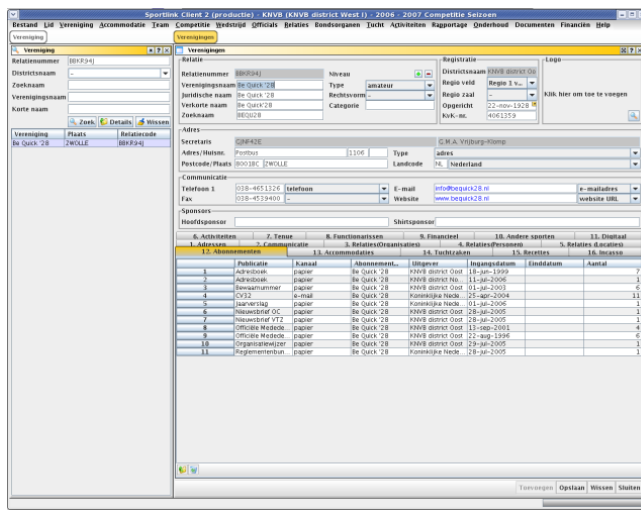 Sportlink Client 2 (productie) - KNVB (KNVB district West I) - 2006 - 2007 Competitie Seizoen
Bestand Lid Vereniging Accommodatie Team Competitie Wedstrijd Officials Relaties Bondsorganen Tucht Activiteiten Rapportage Onderhoud Documenten Financiën Help
Vereniging
Verenigingen
Vereniging
Relatienummer BBKR94J
Districtsnaam -
Zoeknaam
Verenigingsnaam
Korte naam
Zoek Details Wissen
Vereniging Plaats Relatiecode
Be Quick '28 ZWOLLE BBKR94J
Verenigingen
Relatie
Relatienummer BBKR94J Niveau
Verenigingsnaam Be Quick '28 Type amateur
Juridische naam Be Quick '28 Rechtsvorm -
Verkorte naam Be Quick'28 Categorie
Zoeknaam BEQU28
Registratie
Districtsnaam KNVB district Oo
Regio veld Regio 1 v...
Regio zaal -
Opgericht 22-nov-1928
KvK-nr. 4061359
Logo
Klik hier om toe te voegen
Adres
Secretaris CJNF42E G.M.A. Vrijburg-Klomp
Adres/Huisnr. Postbus 1106 Type adres
Postcode/Plaats 8001BC ZWOLLE Landcode NL Nederland
Communicatie
Telefoon 1 038-4651326 telefoon E-mail info@bequick28.nl e-mailadres
Fax 038-4539400 - Website www.bequick28.nl website URL
Sponsors
Hoofdsponsor Shirtsponsor
6. Activiteiten 7. Tenue 8. Functionarissen 9. Financieel 10. Andere sporten 11. Digitaal
1. Adressen 2. Communicatie 3. Relaties(Organisaties) 4. Relaties(Personen) 5. Relaties (Locaties)
12. Abonnementen 13. Accommodaties 14. Tuchtzaken 15. Recettes 16. Incasso
Publicatie Kanaal Abonnement... Uitgever Ingangsdatum Einddatum Aantal
1 Adresboek papier Be Quick '28 KNVB district Oost 18-jun-1999 7
2 Adresboek papier Be Quick '28 KNVB district No... 11-jul-2006 1
3 Bewaarnummer papier Be Quick '28 KNVB district Oost 01-jul-2003 6
4 CV32 e-mail Be Quick '28 Koninklijke Nede... 25-apr-2004 11
5 Jaarverslag papier Be Quick '28 Koninklijke Nede... 01-jul-2006 1
6 Nieuwsbrief OC papier Be Quick '28 KNVB district Oost 28-jul-2005 1
7 Nieuwsbrief VTZ papier Be Quick '28 KNVB district Oost 28-jul-2005 1
8 Officiële Medede... papier Be Quick '28 KNVB district Oost 13-sep-2001 4
9 Officiële Medede... papier Be Quick '28 KNVB district Oost 22-aug-1996 6
10 Organisatiewijzer papier Be Quick '28 KNVB district Oost 29-jul-2005 1
11 Reglementenbun... papier Be Quick '28 Koninklijke Nede... 28-jul-2005 1
Toevoegen Opslaan Wissen Sluiten